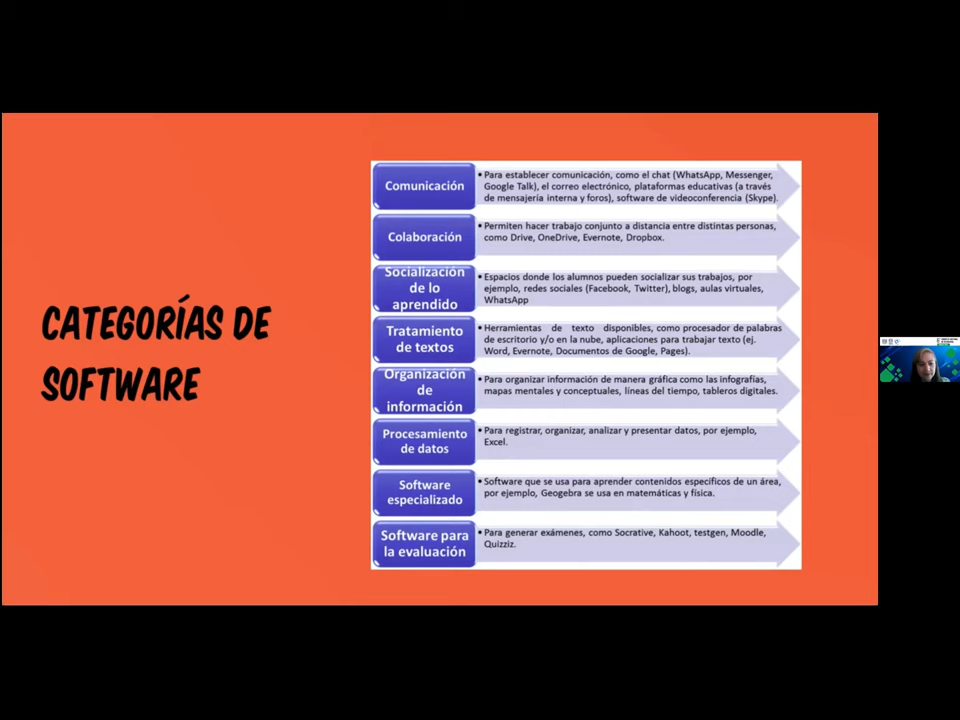 CATEGORÍAS DE
SOFTWARE
Comunicación
• Para establecer comunicación, como el chat (WhatsApp, Messenger,
Google Talk), el correo electrónico, plataformas educativas (a través
de mensajería interna y foros), software de videoconferencia (Skype).
Colaboración
• Permiten hacer trabajo conjunto a distancia entre distintas personas,
como Drive, OneDrive, Evernote, Dropbox.
Socialización
de lo
aprendido
• Espacios donde los alumnos pueden socializar sus trabajos, por
ejemplo, redes sociales (Facebook, Twitter), blogs, aulas virtuales,
WhatsApp
Tratamiento
de textos
• Herramientas de texto disponibles, como procesador de palabras
de escritorio y/o en la nube, aplicaciones para trabajar texto (ej.
Word, Evernote, Documentos de Google, Pages).
Organización
de
información
• Para organizar información de manera gráfica como las infografías,
mapas mentales y conceptuales, líneas del tiempo, tableros digitales.
Procesamiento
de datos
• Para registrar, organizar, analizar y presentar datos, por ejemplo,
Excel.
Software
especializado
• Software que se usa para aprender contenidos específicos de un área,
por ejemplo, Geogebra se usa en matemáticas y física.
Software para
la evaluación
• Para generar exámenes, como Socrative, Kahoot, testgen, Moodle,
Quizziz.